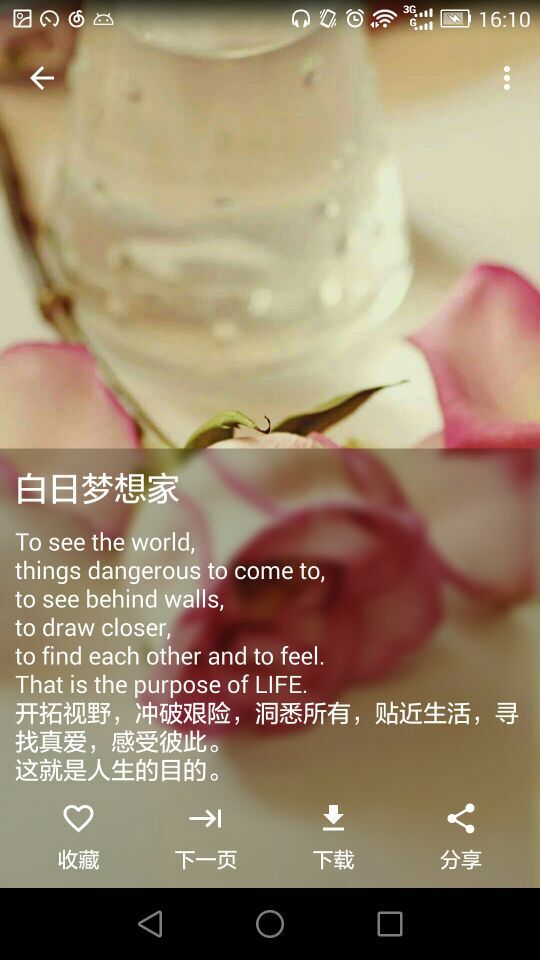 3G
G
16:10
白日梦想家
To see the world,
things dangerous to come to,
to see behind walls,
to draw closer,
to find each other and to feel.
That is the purpose of LIFE.
开拓视野，冲破艰险，洞悉所有，贴近生活，寻
找真爱，感受彼此。
这就是人生的目的。
收藏 下一页 下载 分享